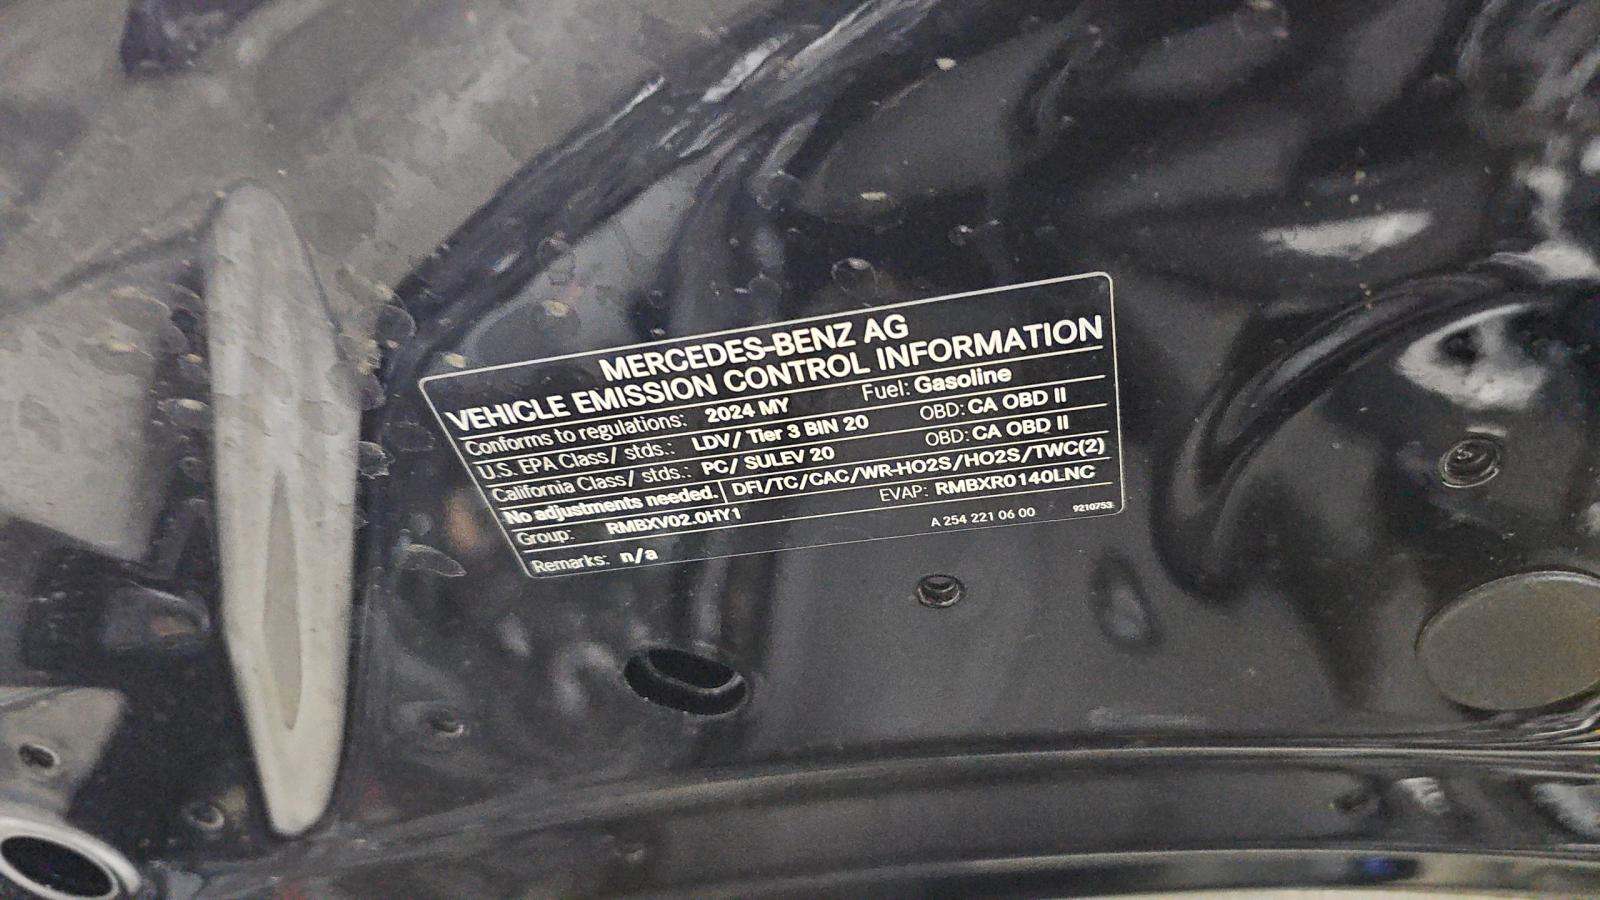 MERCEDES-BENZ AG
VEHICLE EMISSION CONTROL INFORMATION
Conforms to regulations: 2024 MY Fuel: Gasoline
U.S. EPA Class/ stds.: LDV/ Tier 3 BIN 20 OBD: CA OBD II
California Class/ stds.: PC/ SULEV 20 OBD: CA OBD II
No adjustments needed. DFI/TC/CAC/WR-HO2S/HO2S/TWC(2)
Group: RMBXV02.0HY1 EVAP: RMBXR0140LNC
Remarks: n/a A 254 221 06 00 9210753